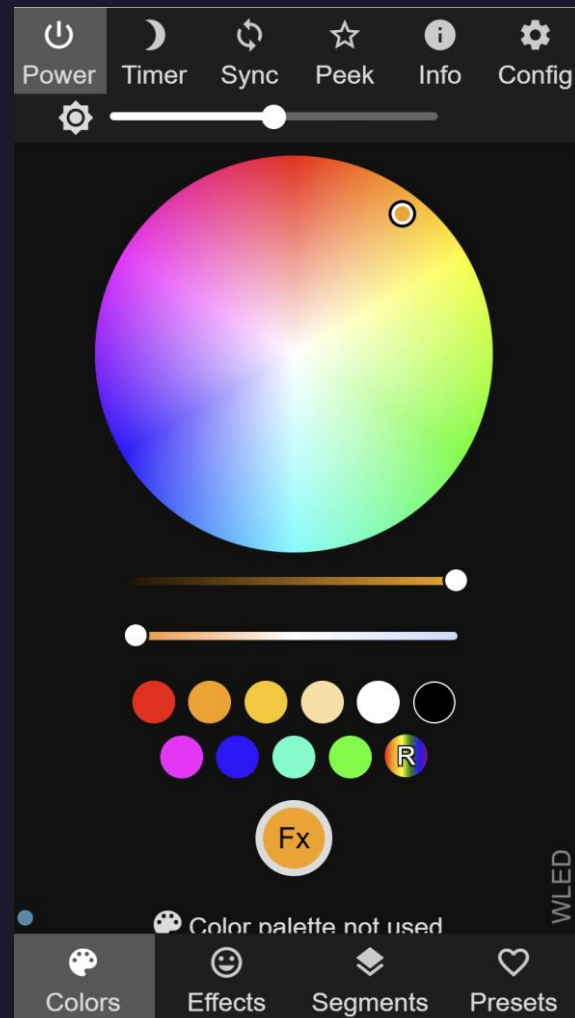 Power Timer Sync Peek Info Config
R
Fx
WLED
Color palette not used
Colors Effects Segments Presets